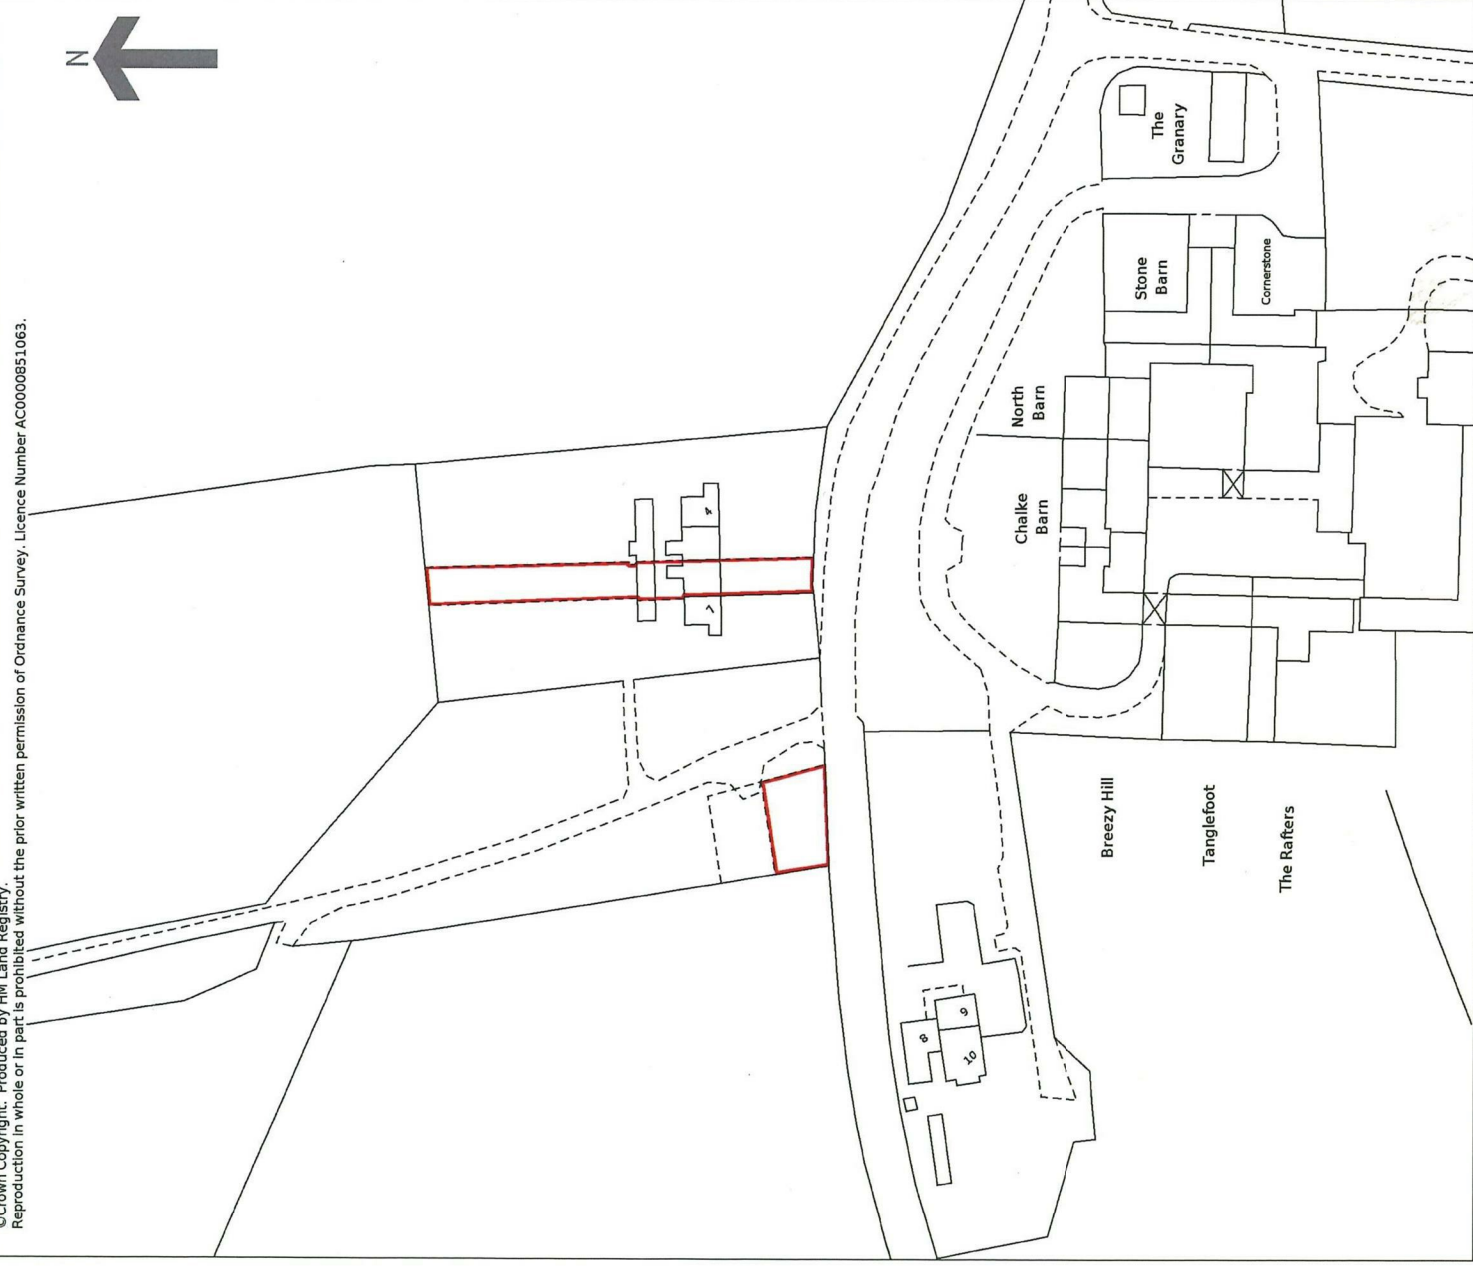 ©Crown Copyright. Produced by HM Land Registry.
Reproduction in whole or in part is prohibited without the prior written permission of Ordnance Survey. Licence Number AC0000851063.
N
The
Granary
Stone
Barn
Cornerstone
North
Barn
Chalke
Barn
4
7
8
9
10
Breezy Hill
Tanglefoot
The Rafters